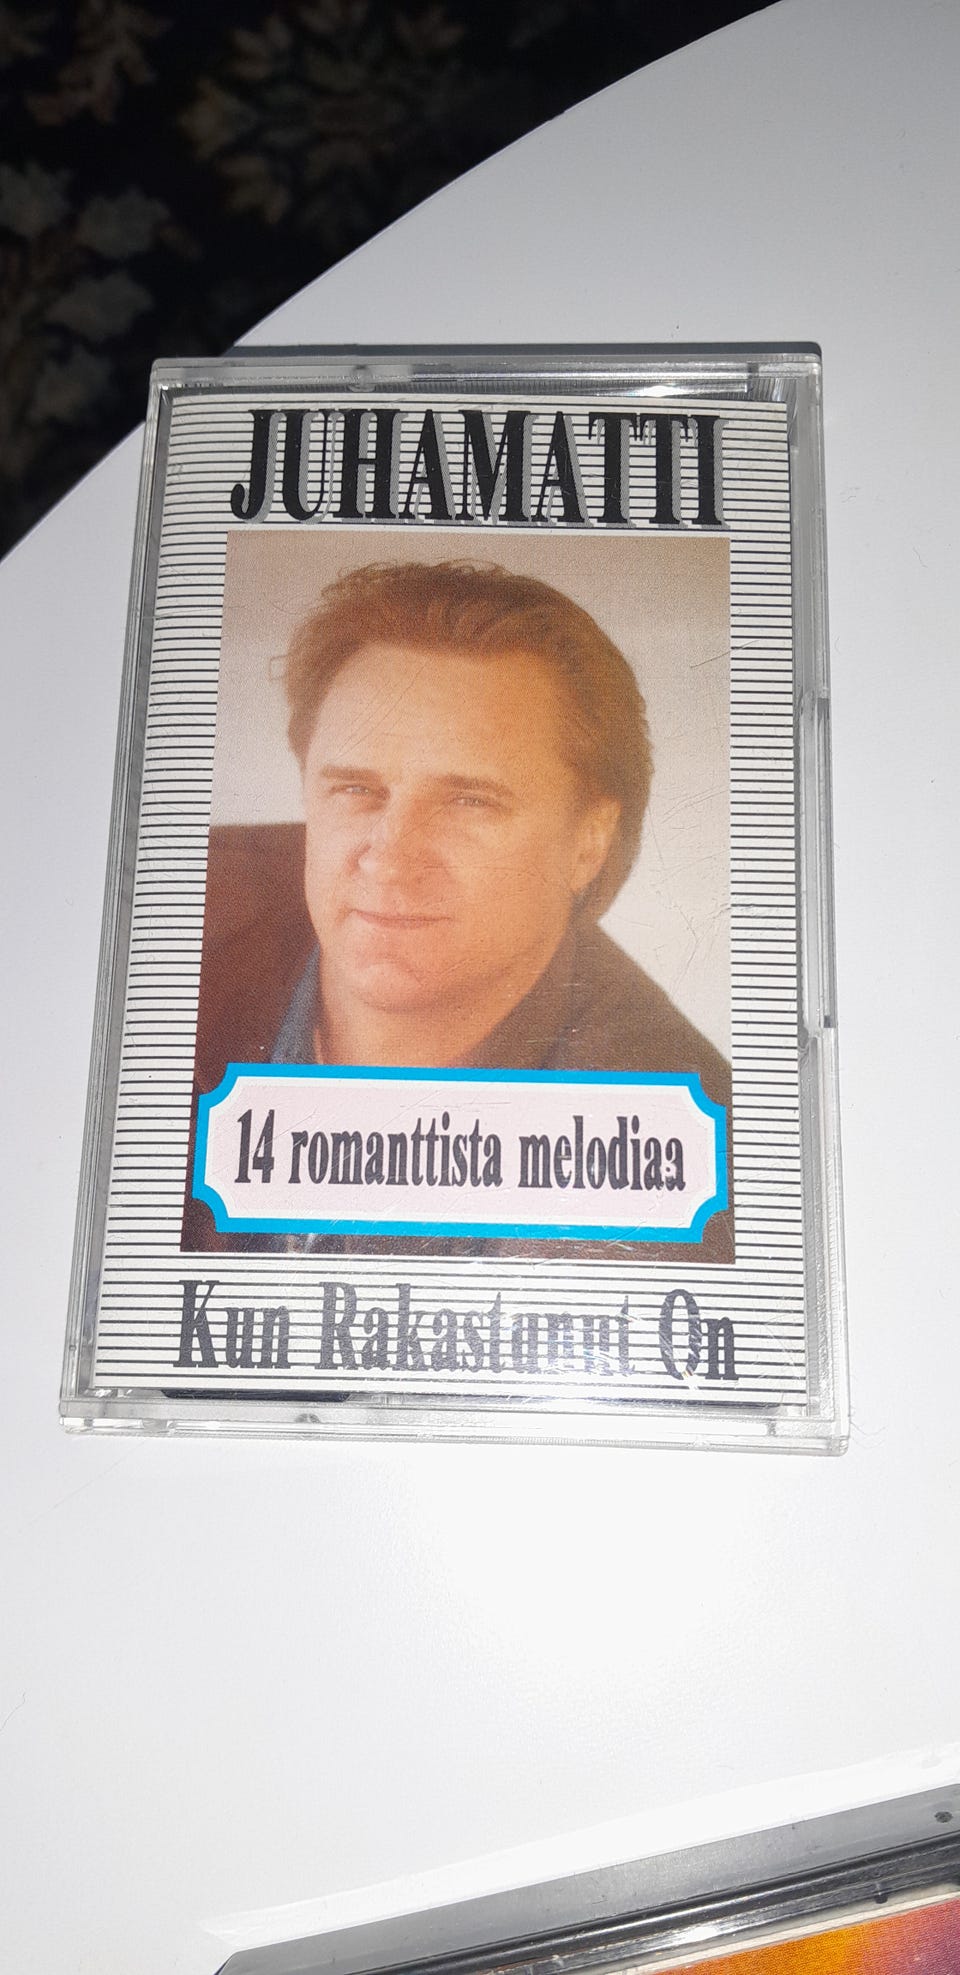 JUHAMATTI
14 romanttista melodiaa
Kun Rakastunut On